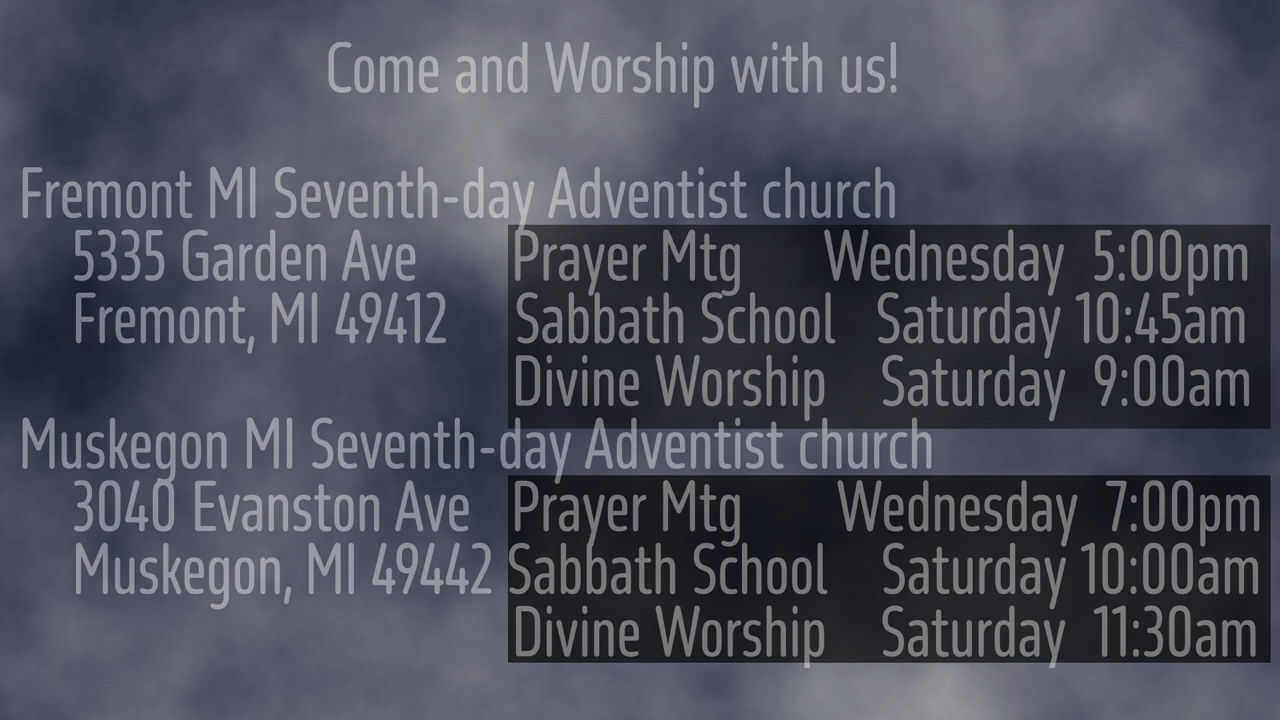 Come and Worship with us!
Fremont MI Seventh-day Adventist church
5335 Garden Ave Prayer Mtg Wednesday 5:00pm
Fremont, MI 49412 Sabbath School Saturday 10:45am
Divine Worship Saturday 9:00am
Muskegon MI Seventh-day Adventist church
3040 Evanston Ave Prayer Mtg Wednesday 7:00pm
Muskegon, MI 49442 Sabbath School Saturday 10:00am
Divine Worship Saturday 11:30am